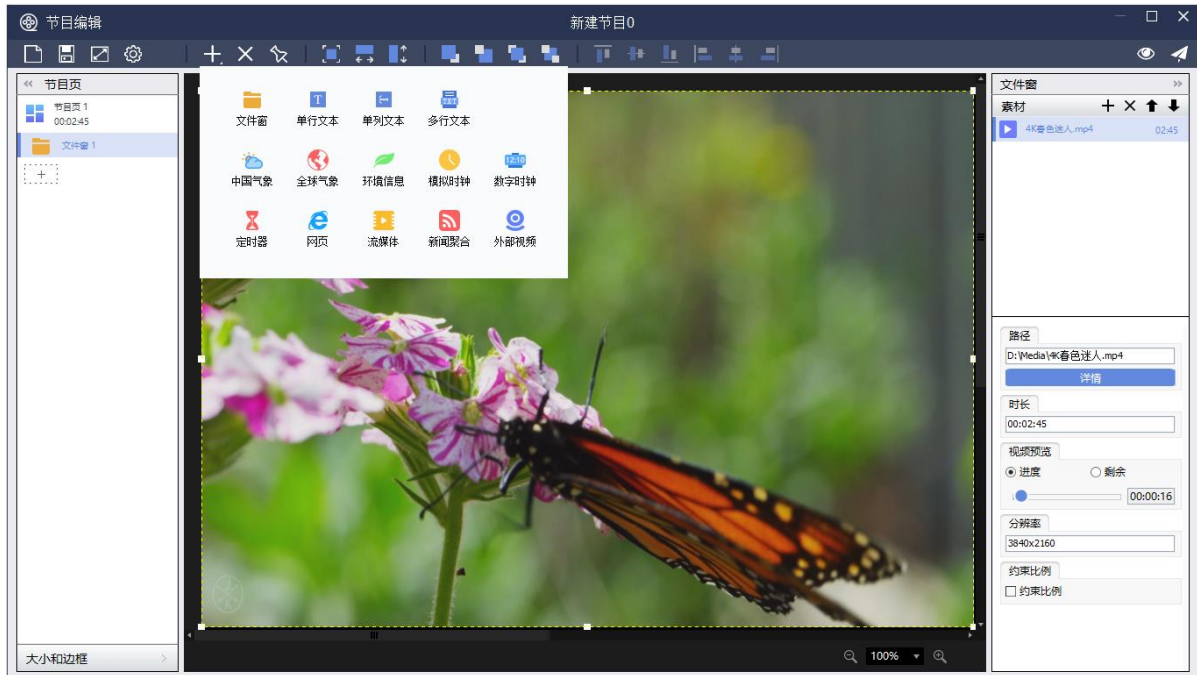 节目编辑
新建节目0
节目页
节目页 1
00:02:45
文件窗 1
+
大小和边框
文件窗
单行文本
单列文本
多行文本
中国气象
全球气象
环境信息
模拟时钟
12:10
数字时钟
定时器
网页
流媒体
新闻聚合
外部视频
100%
文件窗
素材
4K春色迷人.mp4
02:45
路径
D:\Media\4K春色迷人.mp4
详情
时长
00:02:45
视频预览
进度
剩余
00:00:16
分辨率
3840x2160
约束比例
约束比例